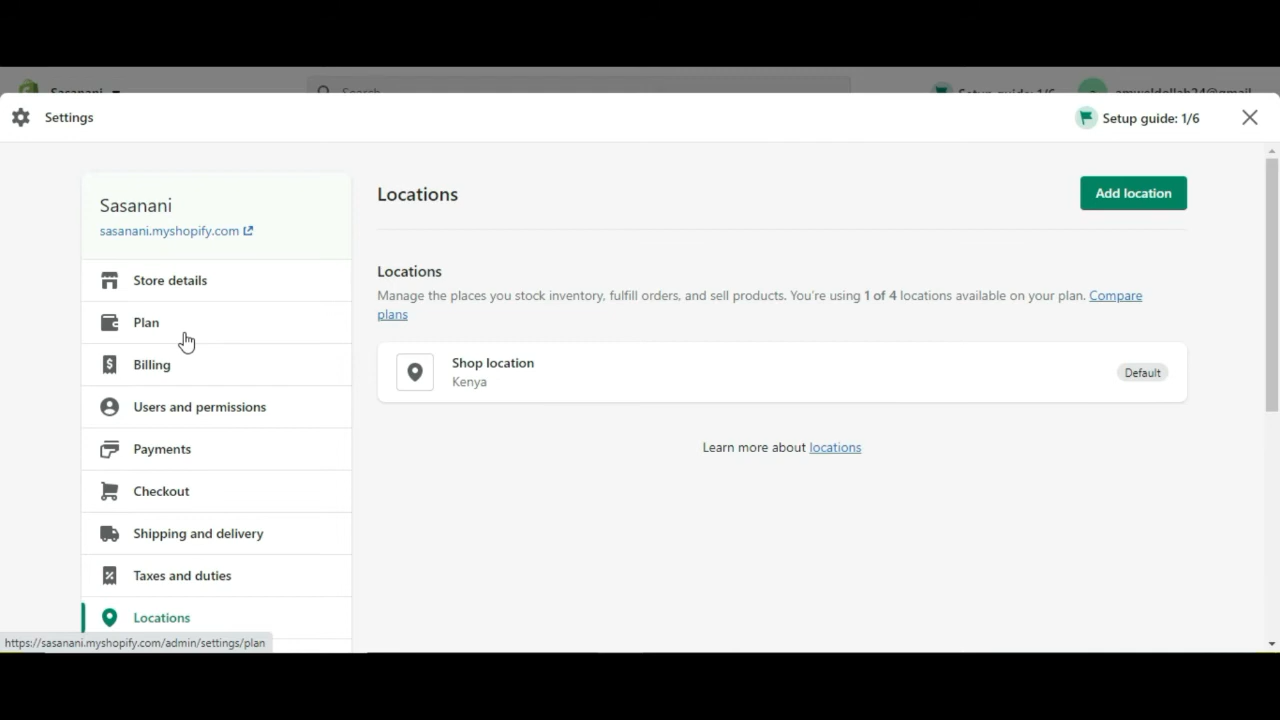 Settings
Setup guide: 1/6
Sasanani
sasanani.myshopify.com
Store details
Plan
Billing
Users and permissions
Payments
Checkout
Shipping and delivery
Taxes and duties
Locations
https://sasanani.myshopify.com/admin/settings/plan
Locations
Add location
Locations
Manage the places you stock inventory, fulfill orders, and sell products. You're using 1 of 4 locations available on your plan. Compare
plans
Shop location
Kenya
Default
Learn more about locations